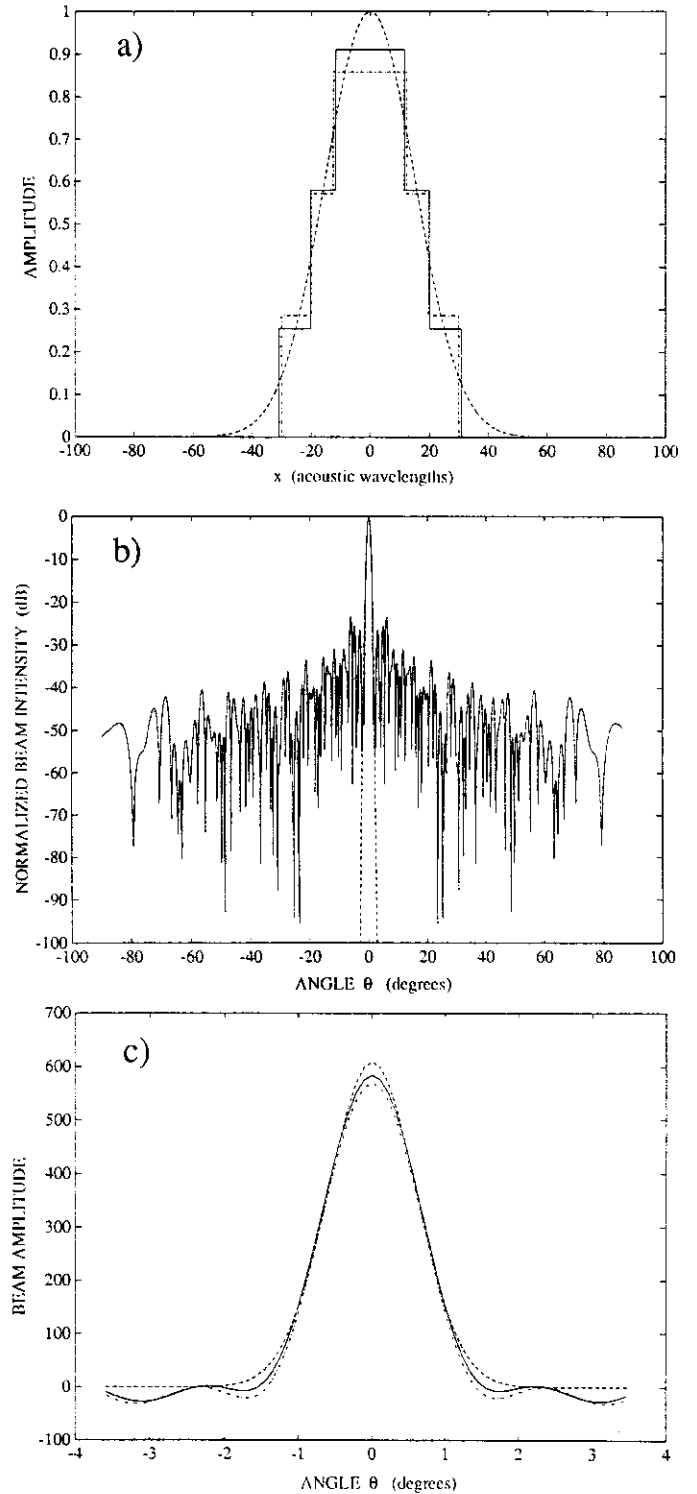 a)
1
0.9
0.8
0.7
0.6
0.5
0.4
0.3
0.2
0.1
0
AMPLITUDE
-100 -80 -60 -40 -20 0 20 40 60 80 100
x (acoustic wavelengths)
b)
0
-10
-20
-30
-40
-50
-60
-70
-80
-90
-100
NORMALIZED BEAM INTENSITY (dB)
-100 -80 -60 -40 -20 0 20 40 60 80 100
ANGLE θ (degrees)
c)
700
600
500
400
300
200
100
0
-100
BEAM AMPLITUDE
-4 -3 -2 -1 0 1 2 3 4
ANGLE θ (degrees)